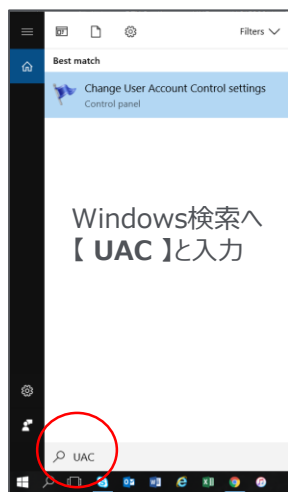 Filters
Best match
Change User Account Control settings
Control panel
Windows検索へ
【 UAC 】と入力
UAC